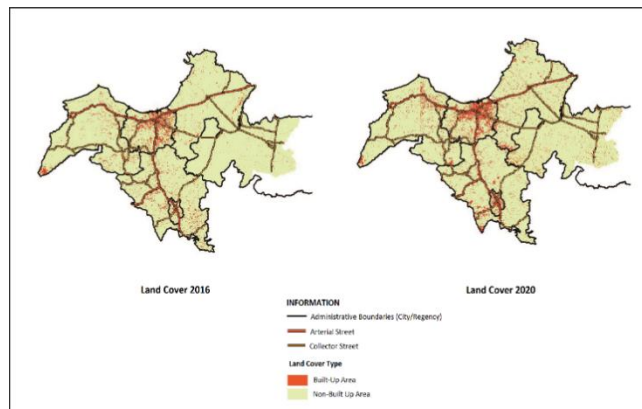 Land Cover 2016
Land Cover 2020
INFORMATION
Administrative Boundaries (City/Regency)
Arterial Street
Collector Street
Land Cover Type
Built-Up Area
Non-Built Up Area